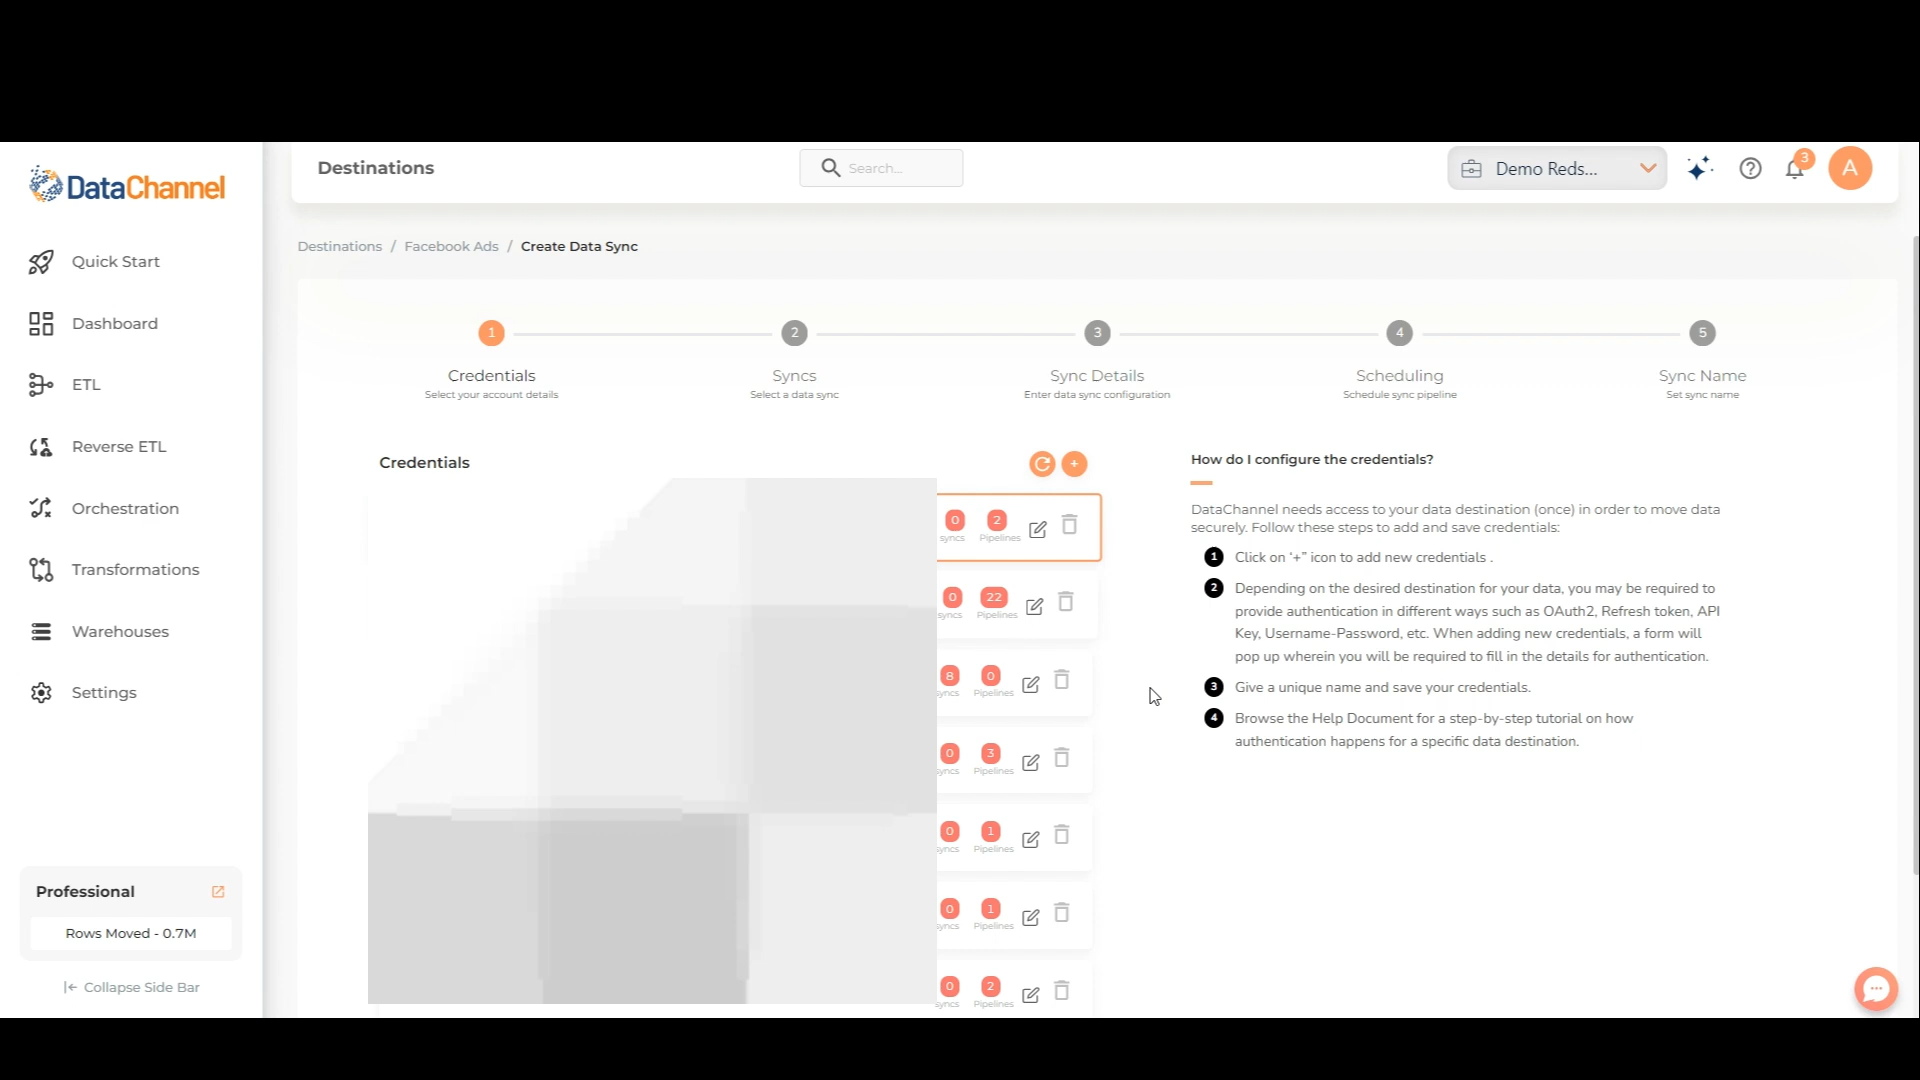 DataChannel
Destinations
Search...
Demo Reds...
3
A
Quick Start
Dashboard
ETL
Reverse ETL
Orchestration
Transformations
Warehouses
Settings
Professional
Rows Moved - 0.7M
Collapse Side Bar
Destinations / Facebook Ads / Create Data Sync
1
2
3
4
5
Credentials
Select your account details
Syncs
Select a data sync
Sync Details
Enter data sync configuration
Scheduling
Schedule sync pipeline
Sync Name
Set sync name
Credentials
+
0 2
syncs Pipelines
0 22
syncs Pipelines
8 0
syncs Pipelines
0 3
syncs Pipelines
0 1
syncs Pipelines
0 1
syncs Pipelines
0 2
syncs Pipelines
How do I configure the credentials?
DataChannel needs access to your data destination (once) in order to move data
securely. Follow these steps to add and save credentials:
1 Click on ‘+” icon to add new credentials .
2 Depending on the desired destination for your data, you may be required to
provide authentication in different ways such as OAuth2, Refresh token, API
Key, Username-Password, etc. When adding new credentials, a form will
pop up wherein you will be required to fill in the details for authentication.
3 Give a unique name and save your credentials.
4 Browse the Help Document for a step-by-step tutorial on how
authentication happens for a specific data destination.